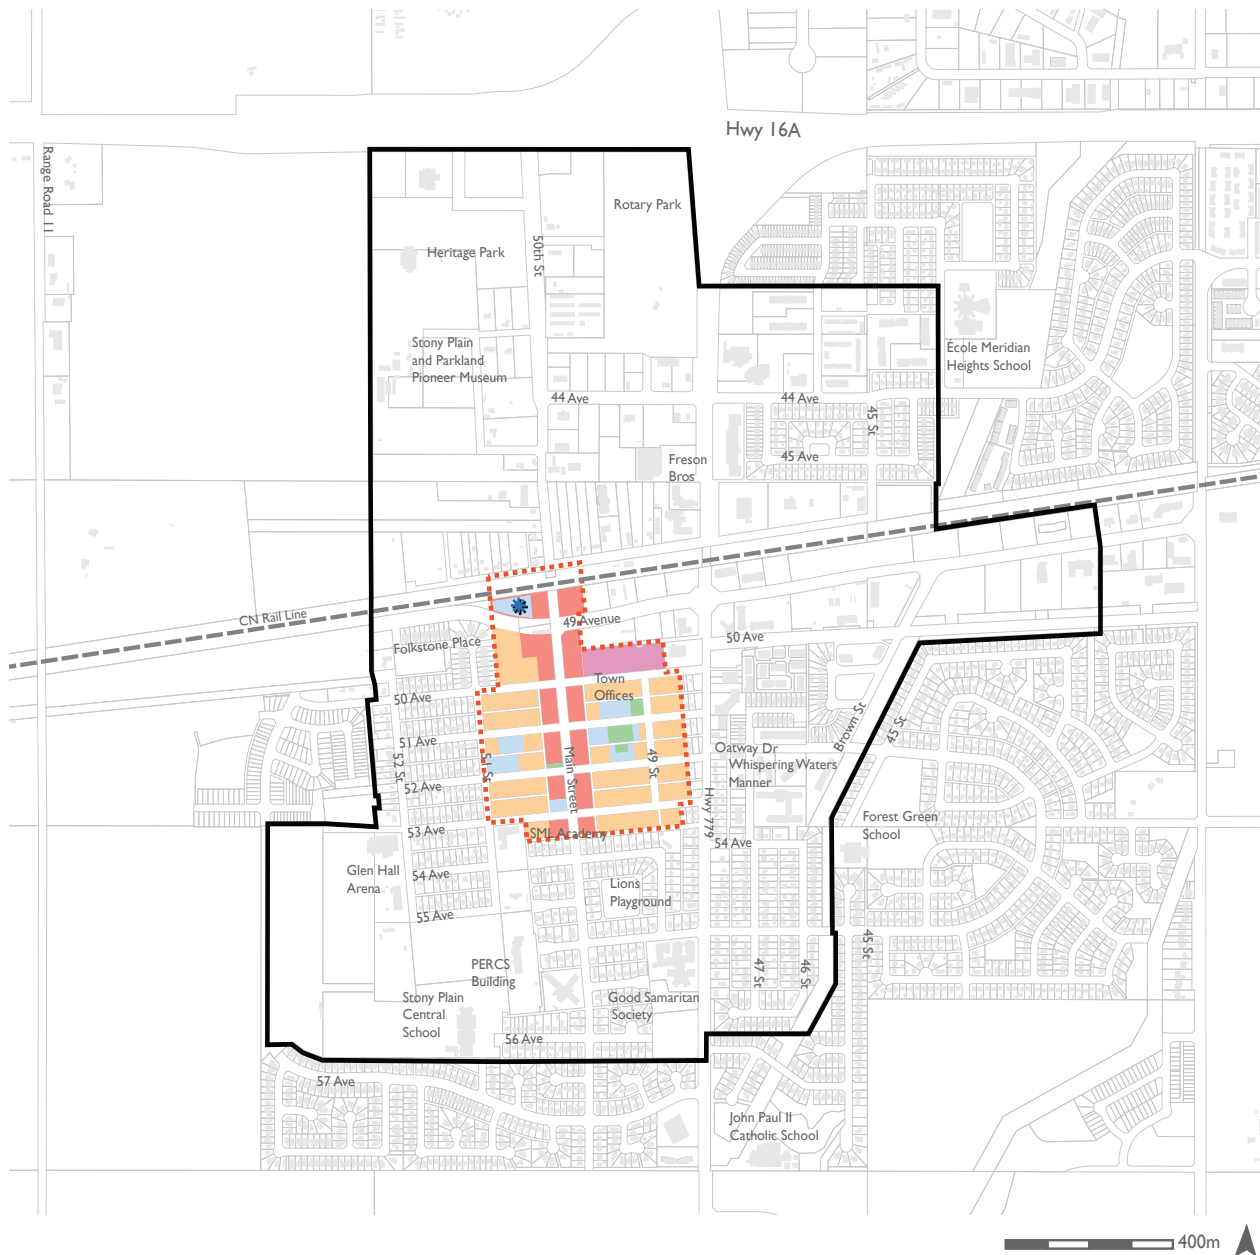 Hwy 16A
Range Road 11
Rotary Park
50th St
Heritage Park
Stony Plain
and Parkland
Pioneer Museum
École Meridian
Heights School
44 Ave
44 Ave
45 St
45 Ave
Freson
Bros
CN Rail Line
49 Avenue
Folkstone Place
50 Ave
50 Ave
Town
Offices
51 Ave
52 St
51 St
Main Street
49 St
Oatway Dr
Whispering Waters
Manner
Brown St
45 St
52 Ave
Hwy 779
53 Ave
SML Academy
54 Ave
Forest Green
School
Glen Hall
Arena
54 Ave
Lions
Playground
55 Ave
45 St
PERCS
Building
47 St
46 St
Stony Plain
Central
School
Good Samaritan
Society
56 Ave
57 Ave
John Paul II
Catholic School
400m